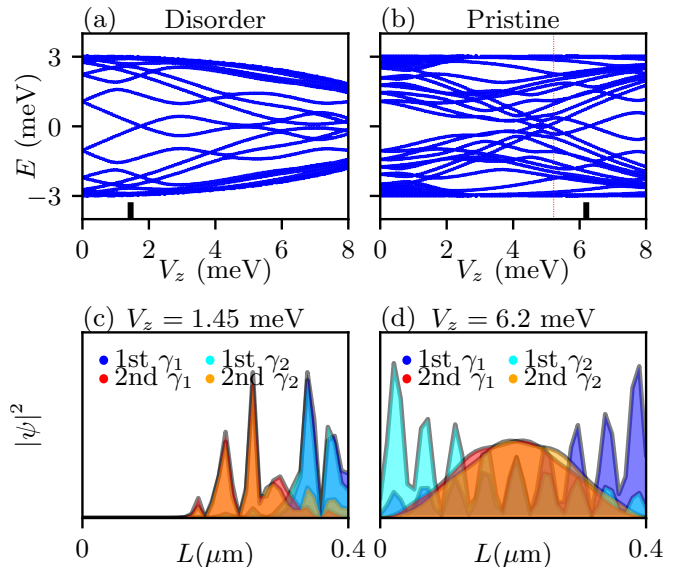 (a) Disorder
(b) Pristine
E (meV)
3
0
−3
0 2 4 6 8
0 2 4 6 8
V_z (meV)
V_z (meV)
(c) V_z = 1.45 meV
(d) V_z = 6.2 meV
1st γ₁ 1st γ₂
2nd γ₁ 2nd γ₂
1st γ₁ 1st γ₂
2nd γ₁ 2nd γ₂
|ψ|²
0 0.4
0 0.4
L(μm)
L(μm)